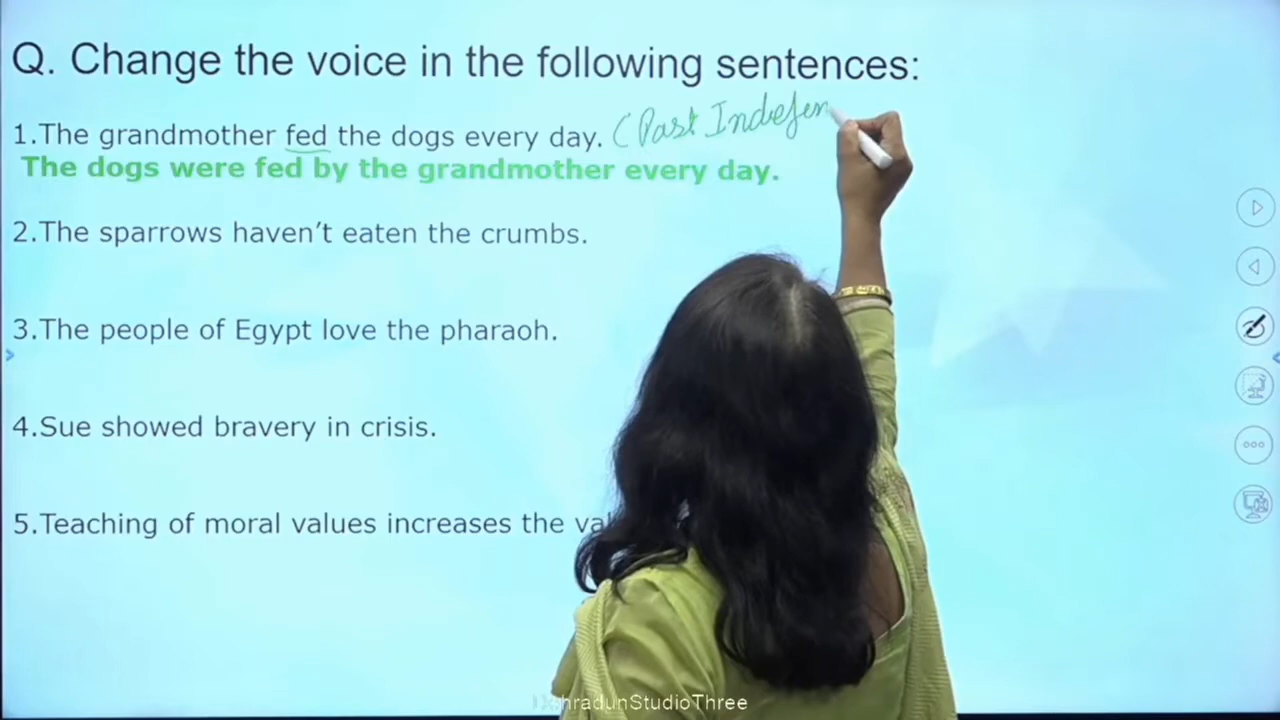 Q. Change the voice in the following sentences:
1.The grandmother fed the dogs every day. (Past Indefen
The dogs were fed by the grandmother every day.
2.The sparrows haven’t eaten the crumbs.
3.The people of Egypt love the pharaoh.
4.Sue showed bravery in crisis.
5.Teaching of moral values increases the
hradunStudioThree